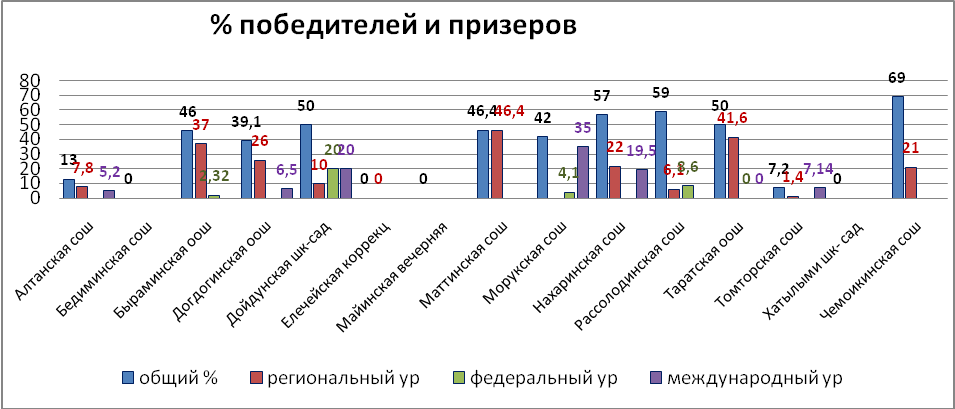 % победителей и призеров
80
70
60
50
40
30
20
10
0
13 7,8 5,2
0
46 37 2,32
39,1 26 6,5
50 10 20 20
0 0
0
46,4 46,4
42 4,1 35
57 22 19,5
59 6,1 8,6
50 41,6 0 0
7,2 1,4 7,14
0
69 21
Алтанская сош
Бедиминская сош
Быраминская оош
Догдогинская оош
Дойдунская шк-сад
Елечейская коррекц
Майинская вечерняя
Маттинская сош
Морукская сош
Нахаринская сош
Рассолодинская сош
Таратская оош
Томторская сош
Хатылыми шк- сад
Чемоикинская сош
общий % региональный ур федеральный ур международный ур